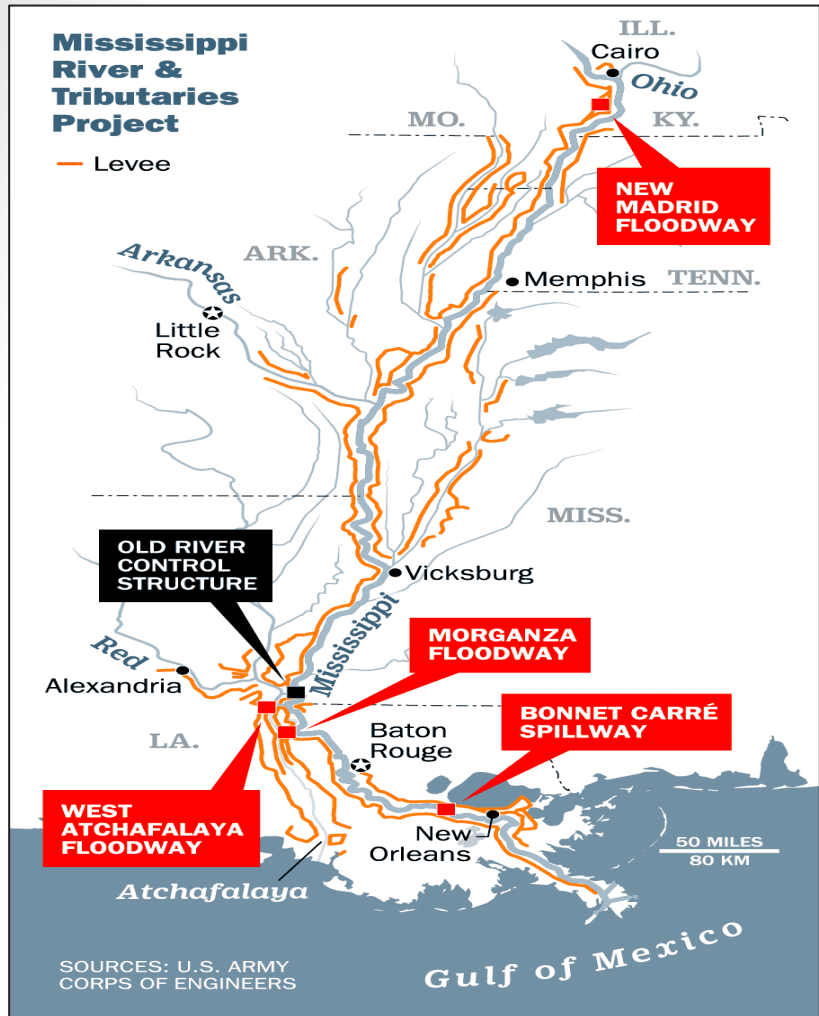 Mississippi
River &
Tributaries
Project
Levee
ILL.
Cairo
Ohio
MO.
KY.
NEW
MADRID
FLOODWAY
Arkansas
ARK.
Memphis
TENN.
Little
Rock
MISS.
OLD RIVER
CONTROL
STRUCTURE
Vicksburg
Mississippi
Red
MORGANZA
FLOODWAY
Alexandria
LA.
Baton
Rouge
BONNET CARRÉ
SPILLWAY
WEST
ATCHAFALAYA
FLOODWAY
New
Orleans
50 MILES
80 KM
Atchafalaya
Gulf of Mexico
SOURCES: U.S. ARMY
CORPS OF ENGINEERS